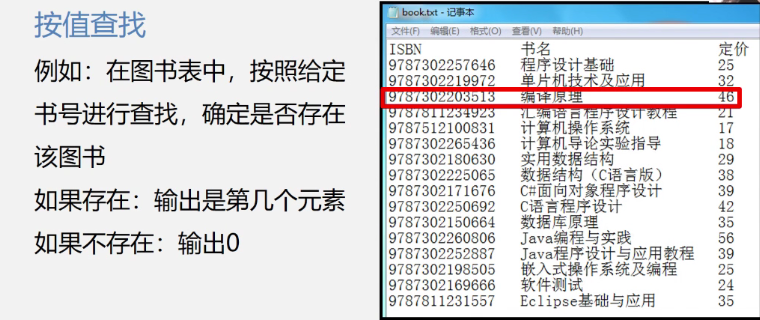 按值查找
例如：在图书表中，按照给定
书号进行查找，确定是否存在
该图书
如果存在：输出是第几个元素
如果不存在：输出0
book.txt - 记事本
文件(F) 编辑(E) 格式(O) 查看(V) 帮助(H)
ISBN 书名 定价
9787302257646 程序设计基础 25
9787302219972 单片机技术及应用 32
9787302203513 编译原理 46
9787811234923 汇编语言程序设计教程 21
9787512100831 计算机操作系统 17
9787302265436 计算机导论实验指导 18
9787302180630 实用数据结构 29
9787302225065 数据结构（C语言版） 38
9787302171676 C#面向对象程序设计 39
9787302250692 C语言程序设计 42
9787302150664 数据库原理 35
9787302260806 Java编程与实践 56
9787302252887 Java程序设计与应用教程 39
9787302198505 嵌入式操作系统及编程 25
9787302169666 软件测试 24
9787811231557 Eclipse基础与应用 35